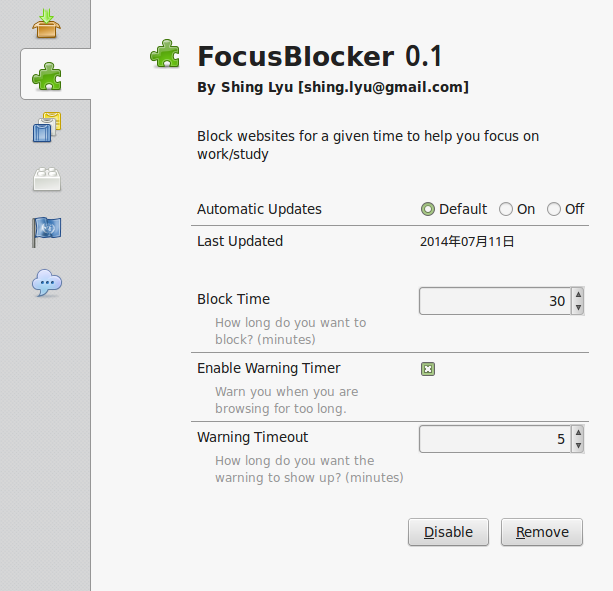 FocusBlocker 0.1
By Shing Lyu [shing.lyu@gmail.com]
Block websites for a given time to help you focus on
work/study
Automatic Updates Default On Off
Last Updated 2014年07月11日
Block Time 30
How long do you want to
block? (minutes)
Enable Warning Timer
Warn you when you are
browsing for too long.
Warning Timeout 5
How long do you want the
warning to show up? (minutes)
Disable Remove